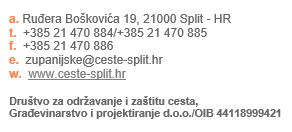 a. Ruđera Boškovića 19, 21000 Split - HR
t.  +385 21 470 884/+385 21 470 885
f.  +385 21 470 886
e.  zupanijske@ceste-split.hr
w.  www.ceste-split.hr
Društvo za održavanje i zaštitu cesta,
Građevinarstvo i projektiranje d.o.o./OIB 44118999421